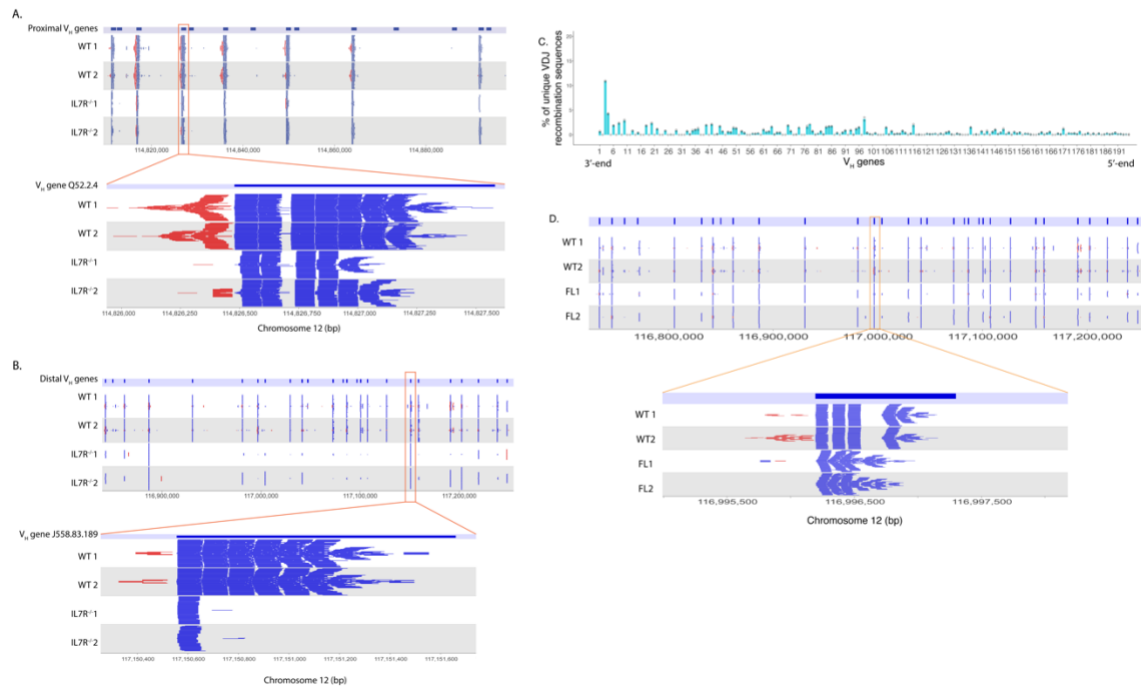 A.
Proximal VH genes
WT 1
WT 2
IL7R-/-1
IL7R-/-2
114,820,000 114,840,000 114,860,000 114,880,000
VH gene Q52.2.4
WT 1
WT 2
IL7R-/-1
IL7R-/-2
114,826,000 114,826,250 114,826,500 114,826,750 114,827,000 114,827,250 114,827,500
Chromosome 12 (bp)
B.
Distal VH genes
WT 1
WT 2
IL7R-/-1
IL7R-/-2
116,900,000 117,000,000 117,100,000 117,200,000
VH gene J558.83.189
WT 1
WT 2
IL7R-/-1
IL7R-/-2
117,150,400 117,150,600 117,150,800 117,151,000 117,151,200 117,151,400 117,151,600
Chromosome 12 (bp)
C.
% of unique VDJ
recombination sequences
20
15
10
5
0
1 6 11 16 21 26 31 36 41 46 51 56 61 66 71 76 81 86 91 96 101 106 111 116 121 126 131 136 141 146 151 156 161 166 171 176 181 186 191
3'-end VH genes 5'-end
D.
WT 1
WT2
FL1
FL2
116,800,000 116,900,000 117,000,000 117,100,000 117,200,000
WT 1
WT2
FL1
FL2
116,995,500 116,996,500 116,997,500
Chromosome 12 (bp)